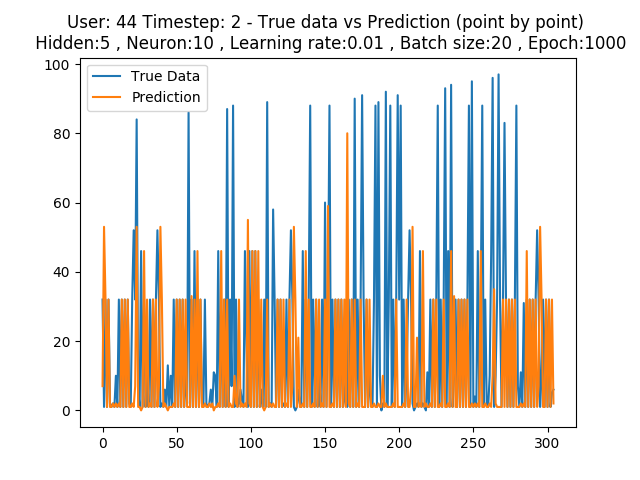 User: 44 Timestep: 2 - True data vs Prediction (point by point)
Hidden:5 , Neuron:10 , Learning rate:0.01 , Batch size:20 , Epoch:1000
True Data
Prediction
100
80
60
40
20
0
0 50 100 150 200 250 300